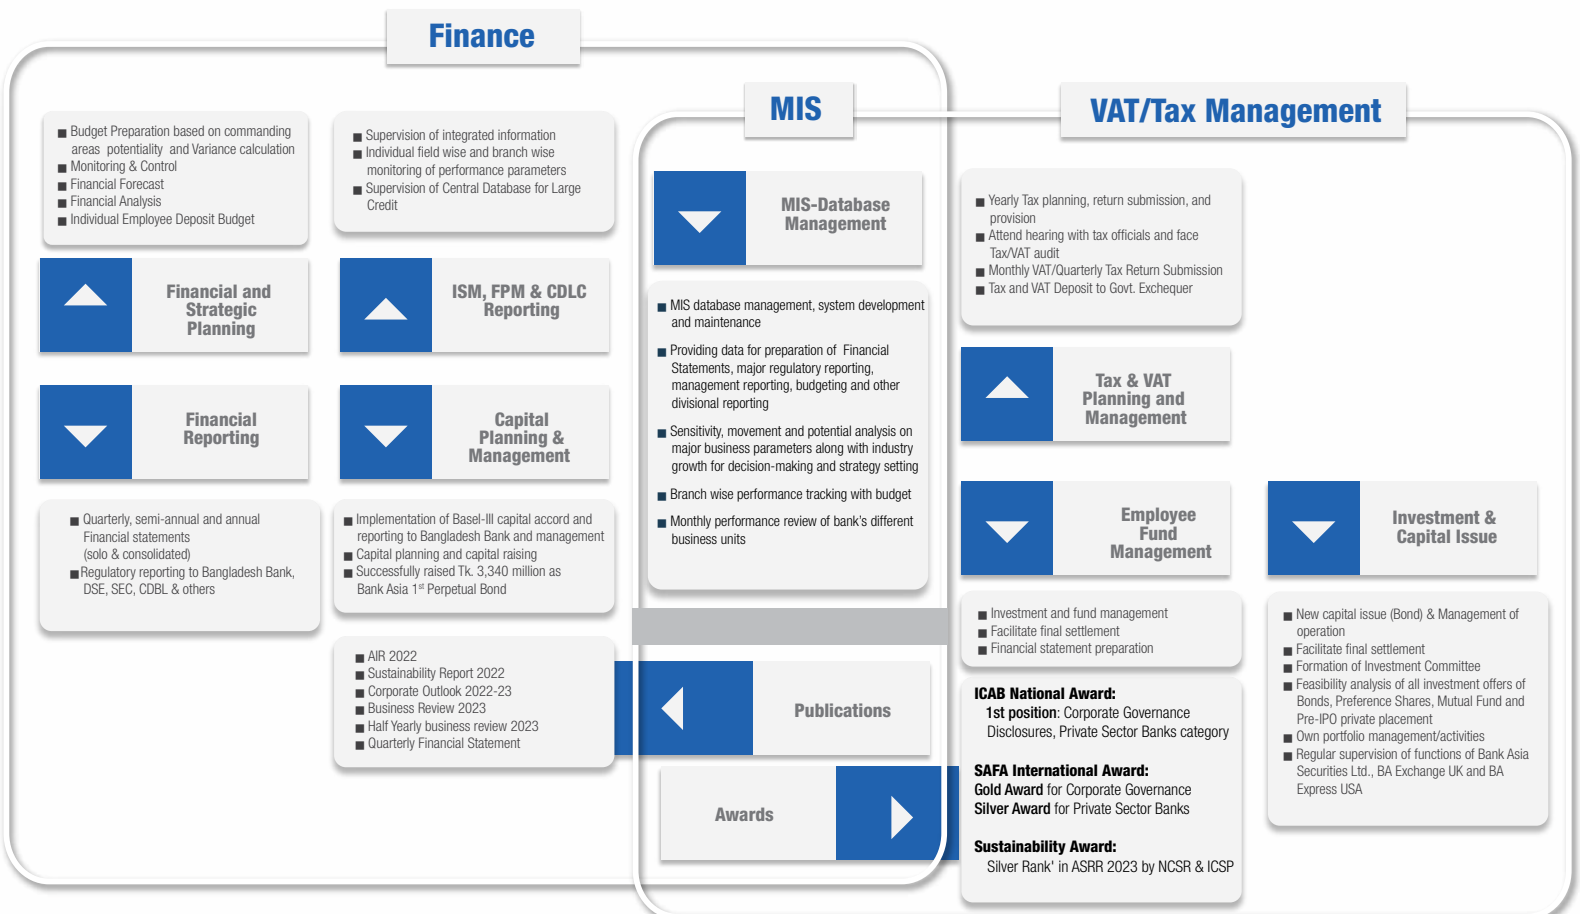 Finance
■ Budget Preparation based on commanding
areas potentiality and Variance calculation
■ Monitoring & Control
■ Financial Forecast
■ Financial Analysis
■ Individual Employee Deposit Budget
■ Supervision of integrated information
■ Individual field wise and branch wise
monitoring of performance parameters
■ Supervision of Central Database for Large
Credit
Financial and
Strategic
Planning
ISM, FPM & CDLC
Reporting
Financial
Reporting
Capital
Planning &
Management
■ Quarterly, semi-annual and annual
Financial statements
(solo & consolidated)
■ Regulatory reporting to Bangladesh Bank,
DSE, SEC, CDBL & others
■ Implementation of Basel-III capital accord and
reporting to Bangladesh Bank and management
■ Capital planning and capital raising
■ Successfully raised Tk. 3,340 million as
Bank Asia 1st Perpetual Bond
■ AIR 2022
■ Sustainability Report 2022
■ Corporate Outlook 2022-23
■ Business Review 2023
■ Half Yearly business review 2023
■ Quarterly Financial Statement
MIS
MIS-Database
Management
■ MIS database management, system development
and maintenance
■ Providing data for preparation of Financial
Statements, major regulatory reporting,
management reporting, budgeting and other
divisional reporting
■ Sensitivity, movement and potential analysis on
major business parameters along with industry
growth for decision-making and strategy setting
■ Branch wise performance tracking with budget
■ Monthly performance review of bank's different
business units
Publications
Awards
VAT/Tax Management
■ Yearly Tax planning, return submission, and
provision
■ Attend hearing with tax officials and face
Tax/VAT audit
■ Monthly VAT/Quarterly Tax Return Submission
■ Tax and VAT Deposit to Govt. Exchequer
Tax & VAT
Planning and
Management
Employee
Fund
Management
■ Investment and fund management
■ Facilitate final settlement
■ Financial statement preparation
ICAB National Award:
1st position: Corporate Governance
Disclosures, Private Sector Banks category
SAFA International Award:
Gold Award for Corporate Governance
Silver Award for Private Sector Banks
Sustainability Award:
Silver Rank' in ASRR 2023 by NCSR & ICSP
Investment &
Capital Issue
■ New capital issue (Bond) & Management of
operation
■ Facilitate final settlement
■ Formation of Investment Committee
■ Feasibility analysis of all investment offers of
Bonds, Preference Shares, Mutual Fund and
Pre-IPO private placement
■ Own portfolio management/activities
■ Regular supervision of functions of Bank Asia
Securities Ltd., BA Exchange UK and BA
Express USA